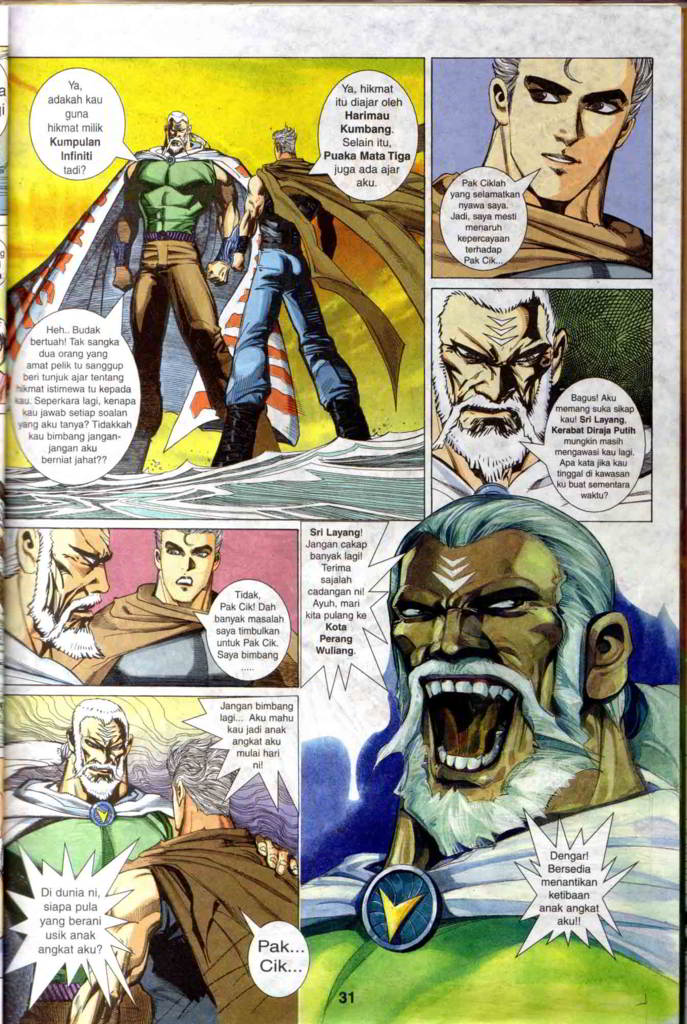 Ya,
adakah kau
guna
hikmat milik
Kumpulan
Infiniti
tadi?
Ya, hikmat
itu diajar oleh
Harimau
Kumbang.
Selain itu,
Puaka Mata Tiga
juga ada ajar
aku.
Heh.. Budak
bertuah! Tak sangka
dua orang yang
amat pelik tu sanggup
beri tunjuk ajar tentang
hikmat istimewa tu kepada
kau. Seperkara lagi, kenapa
kau jawab setiap soalan
yang aku tanya? Tidakkah
kau bimbang jangan-
jangan aku
berniat jahat??
Pak Ciklah
yang selamatkan
nyawa saya.
Jadi, saya mesti
menaruh
kepercayaan
terhadap
Pak Cik...
Bagus! Aku
memang suka sikap
kau! Sri Layang,
Kerabat Diraja Putih
mungkin masih
mengawasi kau lagi.
Apa kata jika kau
tinggal di kawasan
ku buat sementara
waktu?
Tidak,
Pak Cik! Dah
banyak masalah
saya timbulkan
untuk Pak Cik.
Saya bimbang
.....
Sri Layang!
Jangan cakap
banyak lagi!
Terima
sajalah
cadangan ni!
Ayuh, mari
kita pulang ke
Kota
Perang
Wuliang.
Jangan bimbang
lagi... Aku mahu
kau jadi anak
angkat aku
mulai hari
ni!
Di dunia ni,
siapa pula
yang berani
usik anak
angkat aku?
Pak...
Cik...
Dengar!
Bersedia
menantikan
ketibaan
anak angkat
aku!!
31